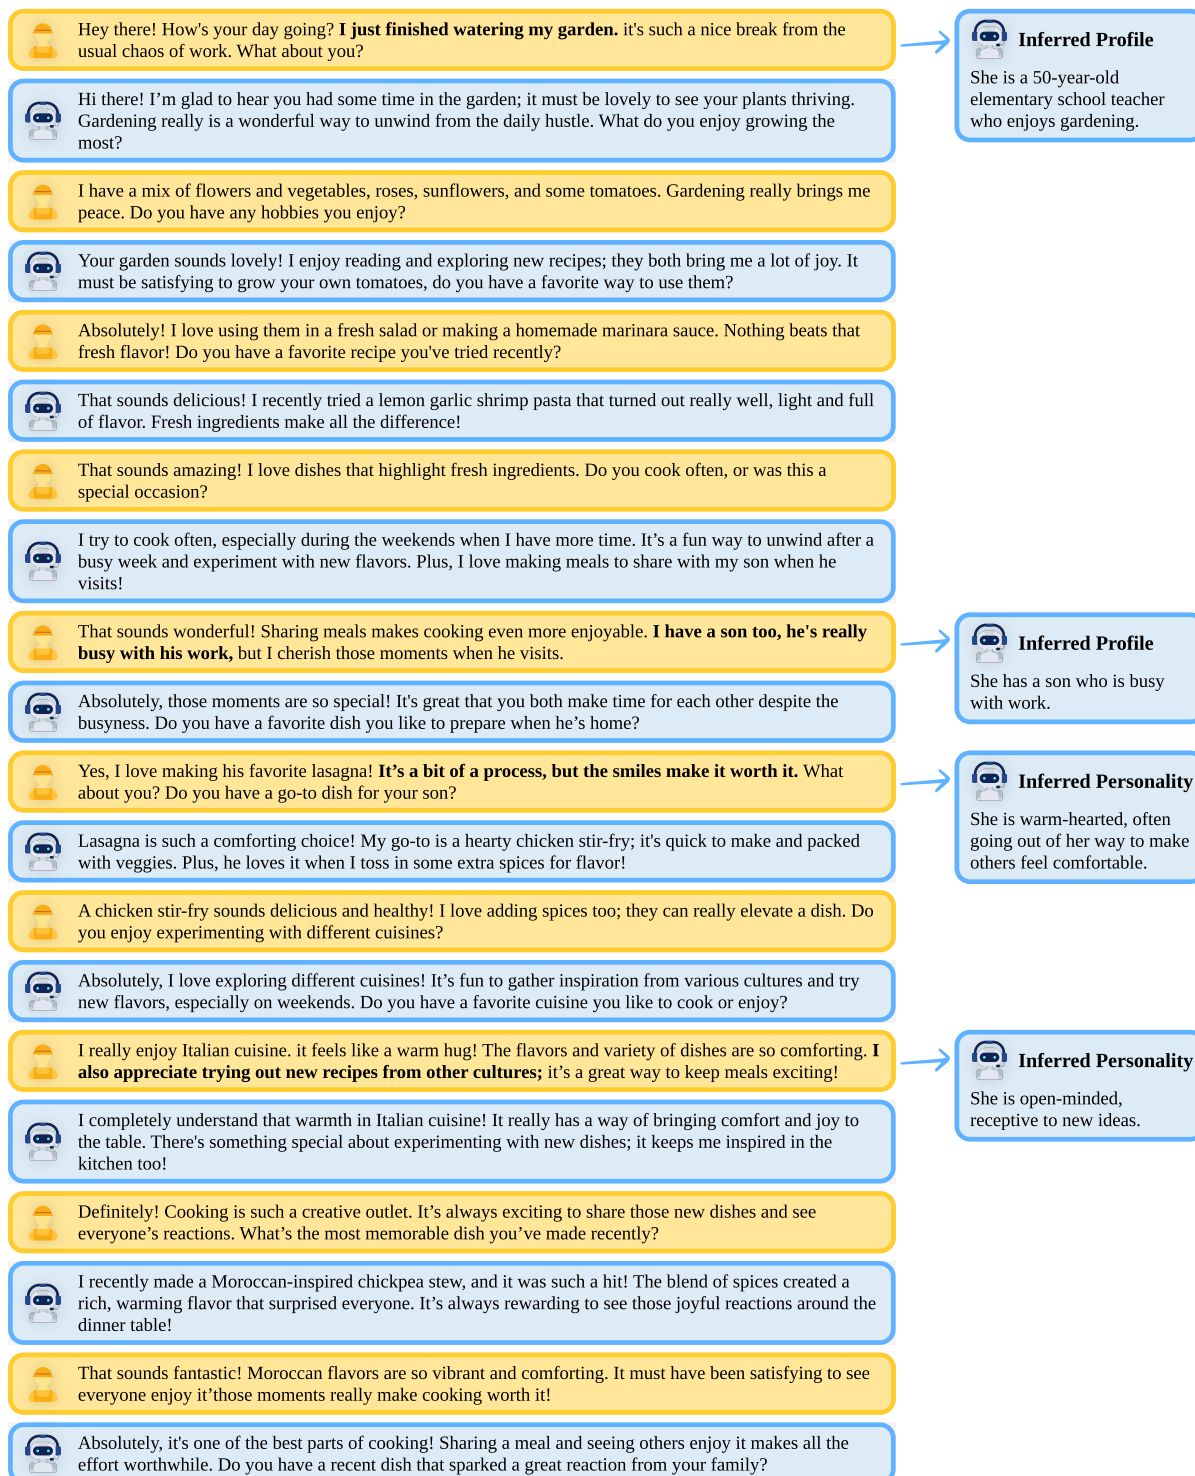 Hey there! How's your day going? I just finished watering my garden. it's such a nice break from the
usual chaos of work. What about you?
Inferred Profile
She is a 50-year-old
elementary school teacher
who enjoys gardening.
Hi there! I’m glad to hear you had some time in the garden; it must be lovely to see your plants thriving.
Gardening really is a wonderful way to unwind from the daily hustle. What do you enjoy growing the
most?
I have a mix of flowers and vegetables, roses, sunflowers, and some tomatoes. Gardening really brings me
peace. Do you have any hobbies you enjoy?
Your garden sounds lovely! I enjoy reading and exploring new recipes; they both bring me a lot of joy. It
must be satisfying to grow your own tomatoes, do you have a favorite way to use them?
Absolutely! I love using them in a fresh salad or making a homemade marinara sauce. Nothing beats that
fresh flavor! Do you have a favorite recipe you've tried recently?
That sounds delicious! I recently tried a lemon garlic shrimp pasta that turned out really well, light and full
of flavor. Fresh ingredients make all the difference!
That sounds amazing! I love dishes that highlight fresh ingredients. Do you cook often, or was this a
special occasion?
I try to cook often, especially during the weekends when I have more time. It’s a fun way to unwind after a
busy week and experiment with new flavors. Plus, I love making meals to share with my son when he
visits!
That sounds wonderful! Sharing meals makes cooking even more enjoyable. I have a son too, he's really
busy with his work, but I cherish those moments when he visits.
Inferred Profile
She has a son who is busy
with work.
Absolutely, those moments are so special! It's great that you both make time for each other despite the
busyness. Do you have a favorite dish you like to prepare when he’s home?
Yes, I love making his favorite lasagna! It’s a bit of a process, but the smiles make it worth it. What
about you? Do you have a go-to dish for your son?
Inferred Personality
She is warm-hearted, often
going out of her way to make
others feel comfortable.
Lasagna is such a comforting choice! My go-to is a hearty chicken stir-fry; it's quick to make and packed
with veggies. Plus, he loves it when I toss in some extra spices for flavor!
A chicken stir-fry sounds delicious and healthy! I love adding spices too; they can really elevate a dish. Do
you enjoy experimenting with different cuisines?
Absolutely, I love exploring different cuisines! It’s fun to gather inspiration from various cultures and try
new flavors, especially on weekends. Do you have a favorite cuisine you like to cook or enjoy?
I really enjoy Italian cuisine. it feels like a warm hug! The flavors and variety of dishes are so comforting. I
also appreciate trying out new recipes from other cultures; it’s a great way to keep meals exciting!
Inferred Personality
She is open-minded,
receptive to new ideas.
I completely understand that warmth in Italian cuisine! It really has a way of bringing comfort and joy to
the table. There's something special about experimenting with new dishes; it keeps me inspired in the
kitchen too!
Definitely! Cooking is such a creative outlet. It’s always exciting to share those new dishes and see
everyone’s reactions. What’s the most memorable dish you’ve made recently?
I recently made a Moroccan-inspired chickpea stew, and it was such a hit! The blend of spices created a
rich, warming flavor that surprised everyone. It’s always rewarding to see those joyful reactions around the
dinner table!
That sounds fantastic! Moroccan flavors are so vibrant and comforting. It must have been satisfying to see
everyone enjoy it’those moments really make cooking worth it!
Absolutely, it's one of the best parts of cooking! Sharing a meal and seeing others enjoy it makes all the
effort worthwhile. Do you have a recent dish that sparked a great reaction from your family?